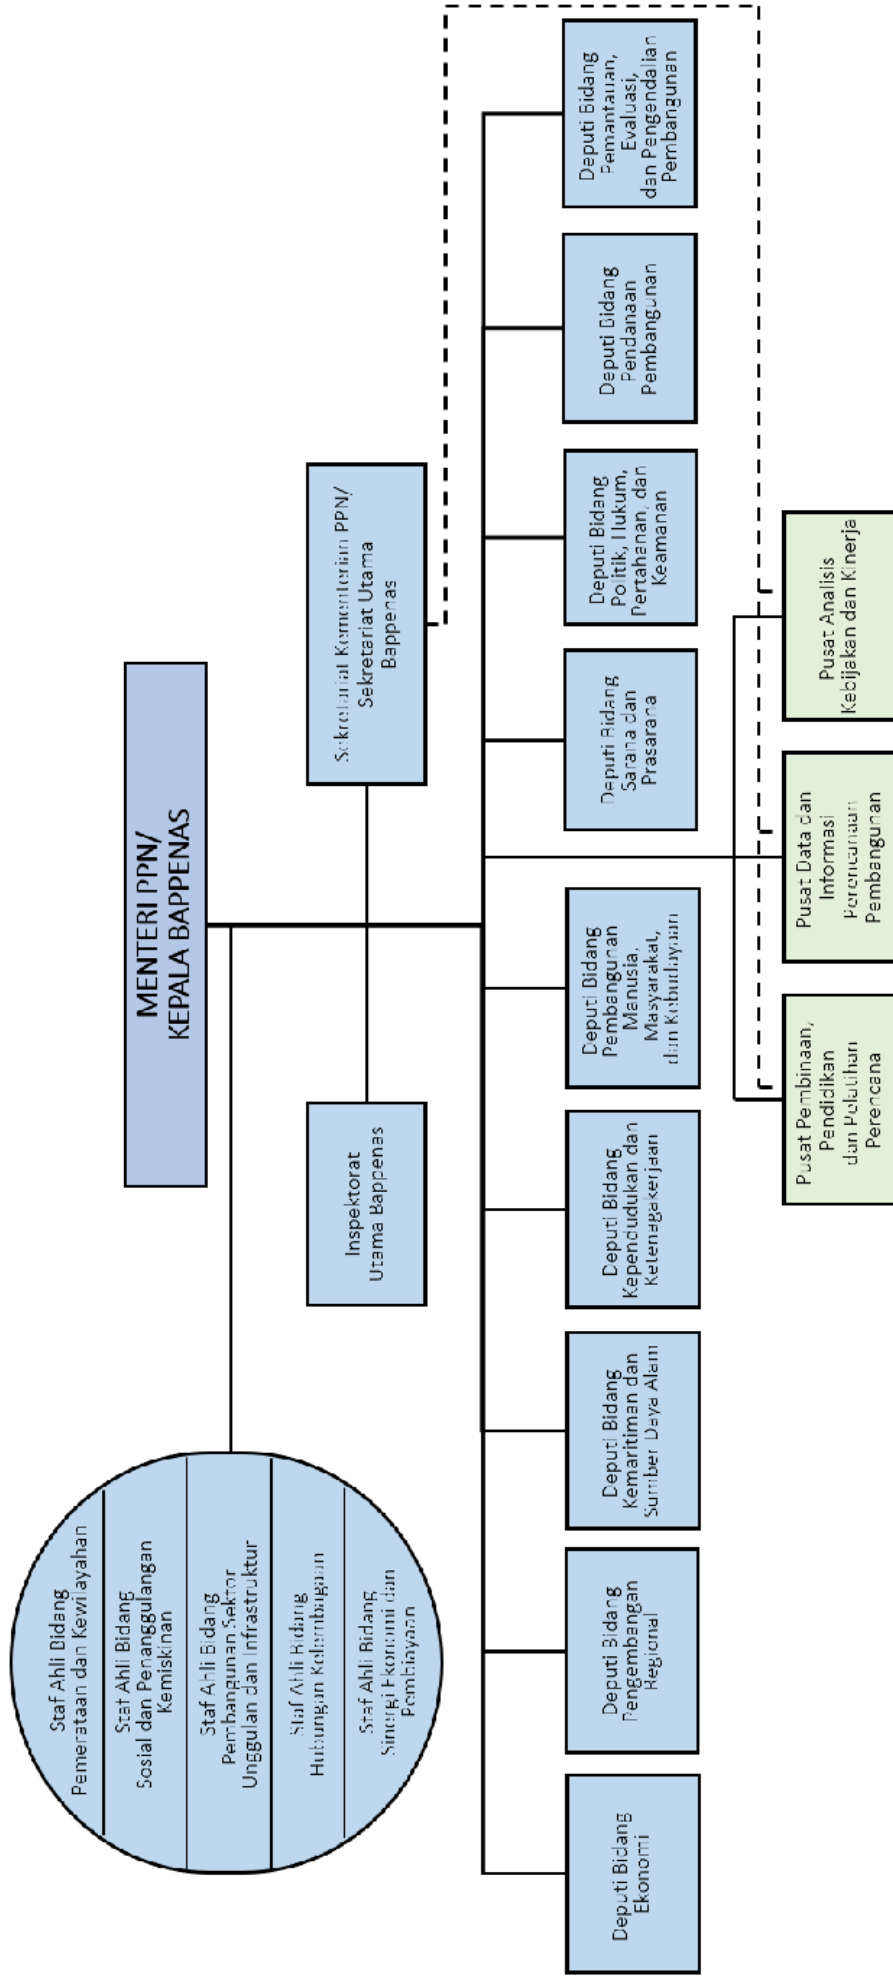 MENTERI PPN/
KEPALA BAPPENAS
Staf Ahli Bidang
Pemerataan dan Kewilayahan
Staf Ahli Bidang
Sosial dan Penanggulangan
Kemiskinan
Staf Ahli Bidang
Pembangunan Sektor
Unggulan dan Infrastruktur
Staf Ahli Bidang
Hubungan Kelembagaan
Staf Ahli Bidang
Sinergi Ekonomi dan
Pembiayaan
Inspektorat
Utama Bappenas
Sekretariat Kementerian PPN/
Sekretariat Utama
Bappenas
Deputi Bidang
Ekonomi
Deputi Bidang
Pengembangan
Regional
Deputi Bidang
Kemaritiman dan
Sumber Daya Alam
Deputi Bidang
Kependudukan dan
Ketenagakerjaan
Deputi Bidang
Pembangunan
Manusia,
Masyarakat,
dan Kebudayaan
Deputi Bidang
Sarana dan
Prasarana
Deputi Bidang
Politik, Hukum,
Pertahanan, dan
Keamanan
Deputi Bidang
Pendanaan
Pembangunan
Deputi Bidang
Pemantauan,
Evaluasi,
dan Pengendalian
Pembangunan
Pusat Pembinaan,
Pendidikan
dan Pelatihan
Perencana
Pusat Data dan
Informasi
Perencanaan
Pembangunan
Pusat Analisis
Kebijakan dan Kinerja